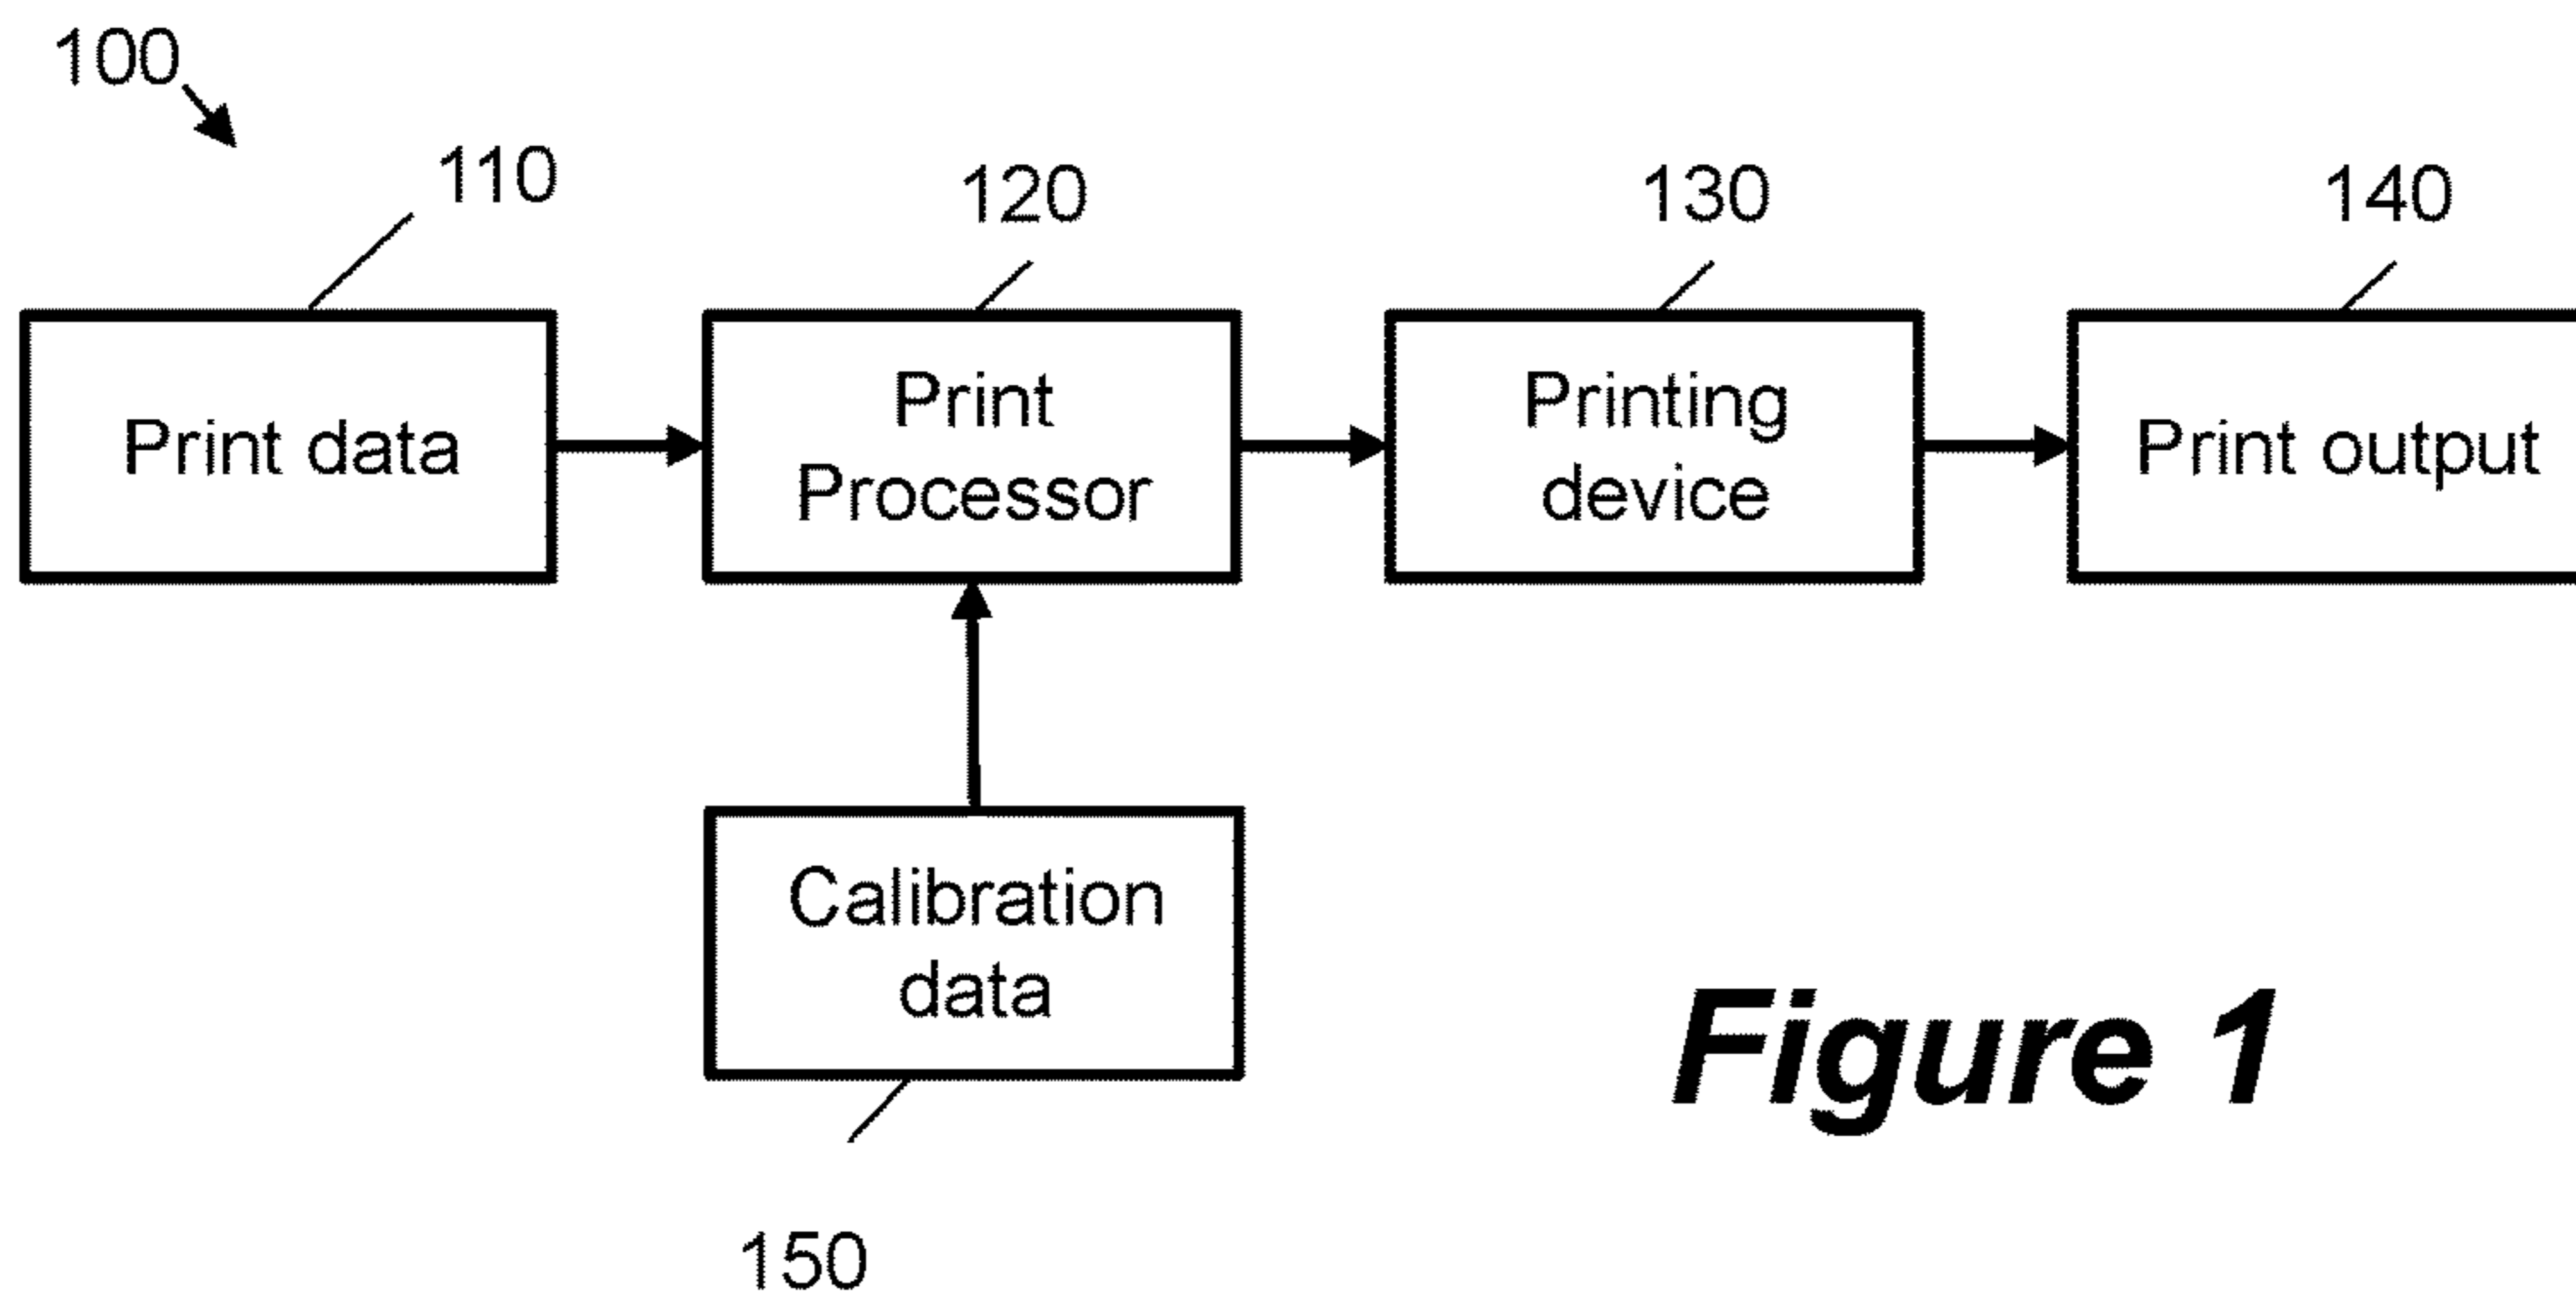 100
110
120
130
140
Print data
Print
Processor
Printing
device
Print output
Calibration
data
150
Figure 1